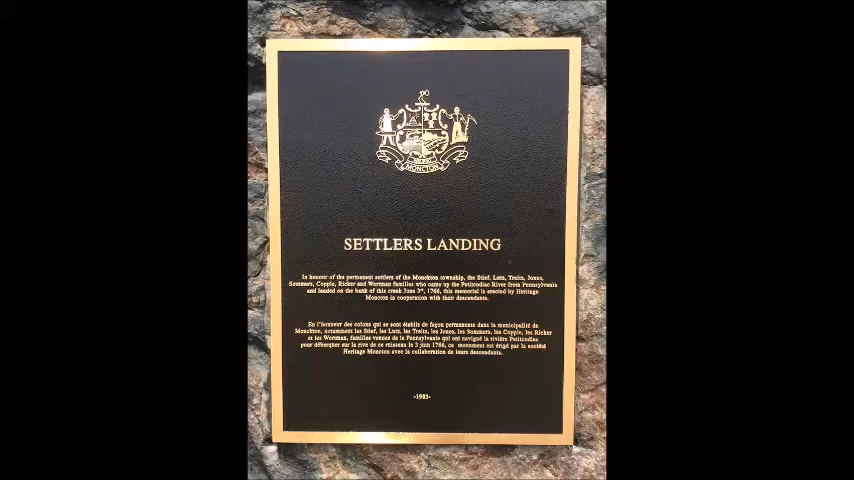 MONCTON
SETTLERS LANDING
In honour of the permanent settlers of the Monckton township, the Stief, Lutz, Treitz, Jones,
Sommers, Copple, Ricker and Wortman families who came up the Petitcodiac River from Pennsylvania
and landed on the bank of this creek June 3rd, 1766, this memorial is erected by Heritage
Moncton in cooperation with their descendants.
En l'honneur des colons qui se sont établis de façon permanente dans la municipalité de
Monckton, notamment les Stief, les Lutz, les Treitz, les Jones, les Sommers, les Copple, les Ricker
et les Wortman, familles venues de la Pennsylvanie qui ont navigué la rivière Petitcodiac
pour débarquer sur la rive de ce ruisseau le 3 juin 1766, ce monument est érigé par la société
Heritage Moncton avec la collaboration de leurs descendants.
-1983-